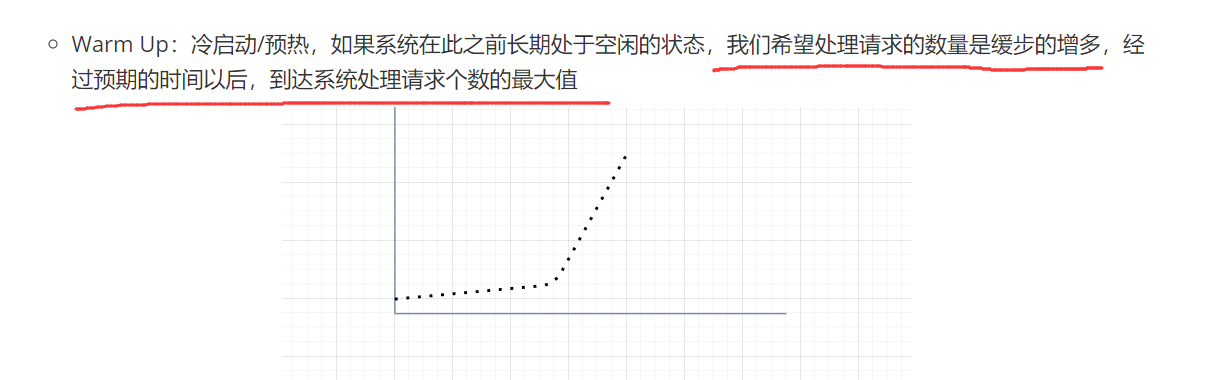 Warm Up：冷启动/预热，如果系统在此之前长期处于空闲的状态，我们希望处理请求的数量是缓步的增多，经
过预期的时间以后，到达系统处理请求个数的最大值